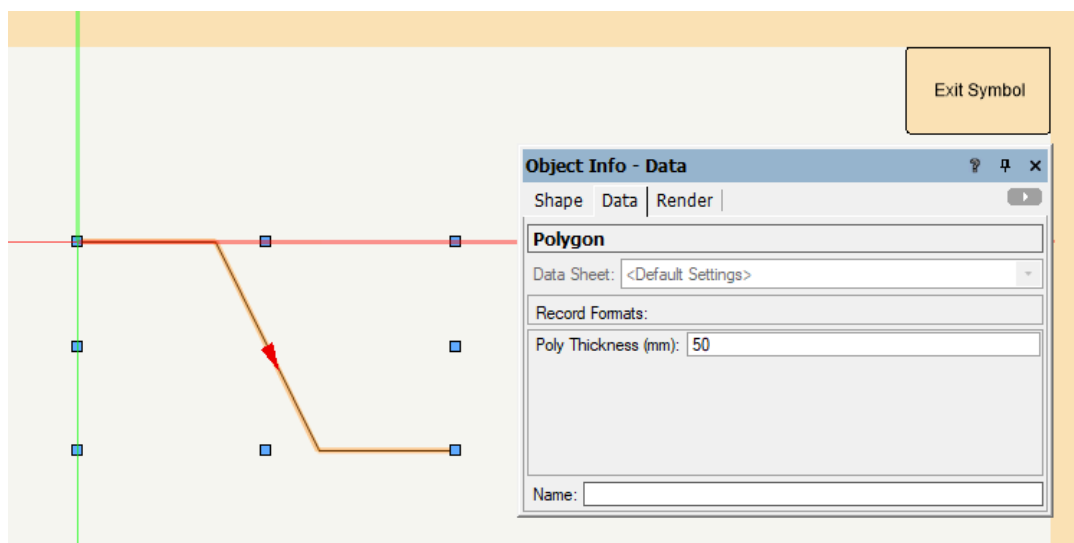 Exit Symbol
Object Info - Data
Shape Data Render
Polygon
Data Sheet: <Default Settings>
Record Formats:
Poly Thickness (mm): 50
Name: